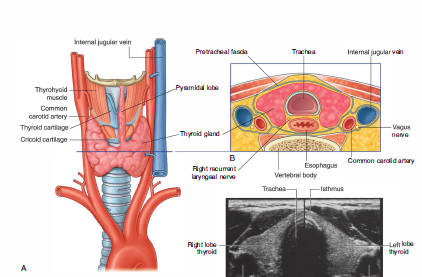 Internal jugular vein
Thyrohyoid
muscle
Common
carotid artery
Thyroid cartilage
Cricoid cartilage
Pyramidal lobe
Thyroid gland
A
Pretracheal fascia
Trachea
Internal jugular vein
Vagus
nerve
Common carotid artery
Esophagus
Vertebral body
Right recurrent
laryngeal nerve
B
Trachea
Isthmus
Right lobe
thyroid
Left lobe
thyroid